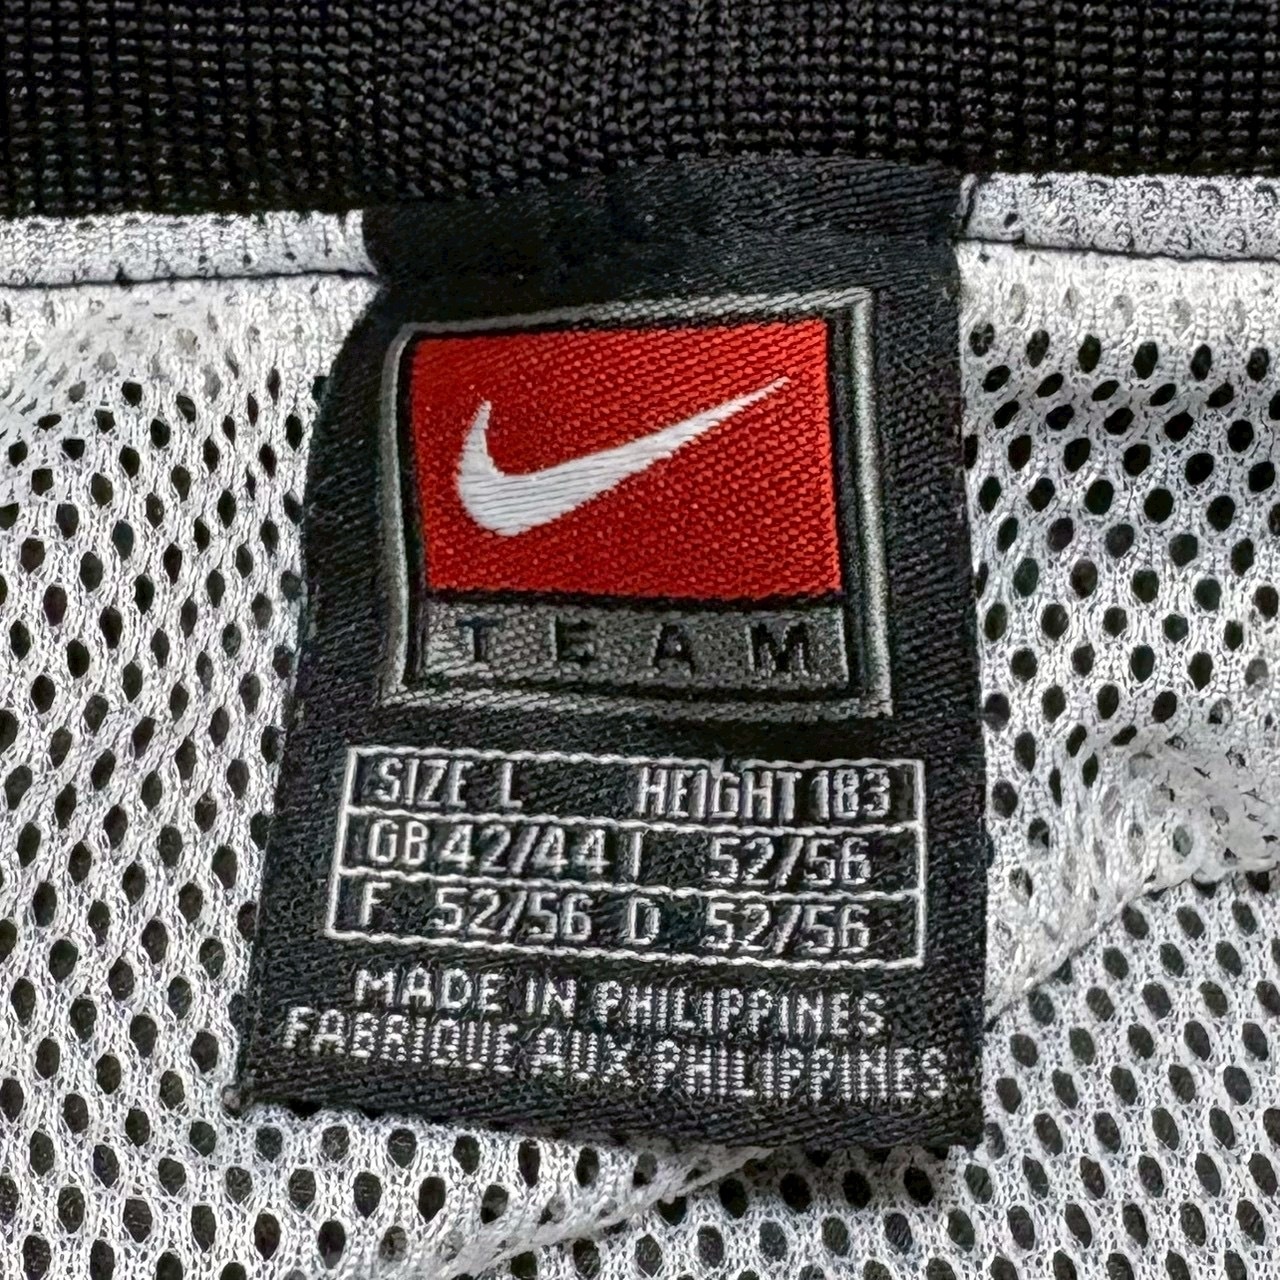 TEAM
SIZE L HEIGHT 183
GB 42/44 I 52/56
F 52/56 D 52/56
MADE IN PHILIPPINES
FABRIQUE AUX PHILIPPINES